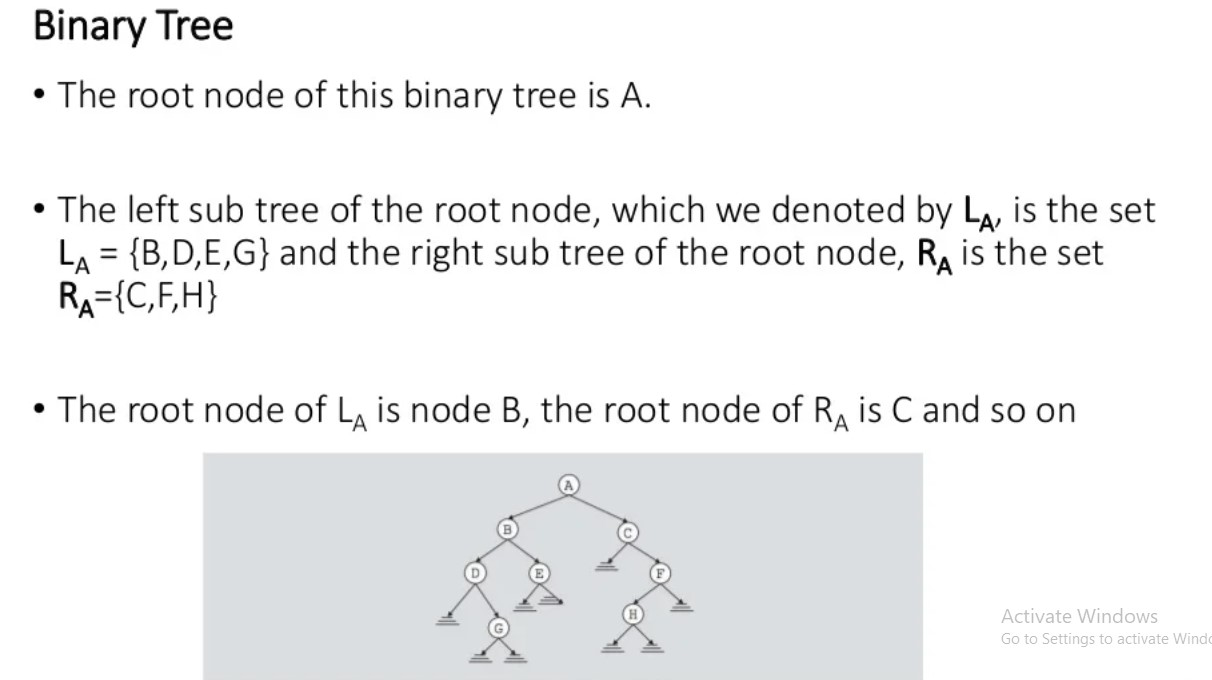 Binary Tree
• The root node of this binary tree is A.
• The left sub tree of the root node, which we denoted by LA, is the set
LA = {B,D,E,G} and the right sub tree of the root node, RA is the set
RA={C,F,H}
• The root node of LA is node B, the root node of RA is C and so on
A
B
C
D
E
F
H
G
Activate Windows
Go to Settings to activate Windo